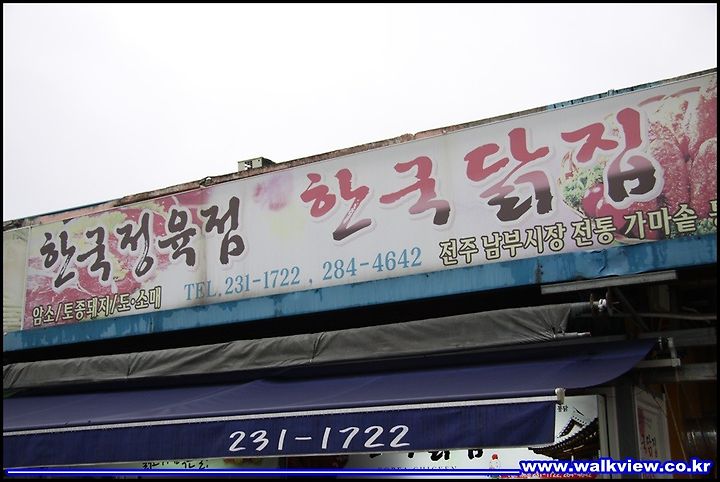 한국정육점 한국닭집
TEL.231-1722 , 284-4642
암소/토종돼지/도·소매
전주 남부시장 전통 가마솥
231-1722
www.walkview.co.kr